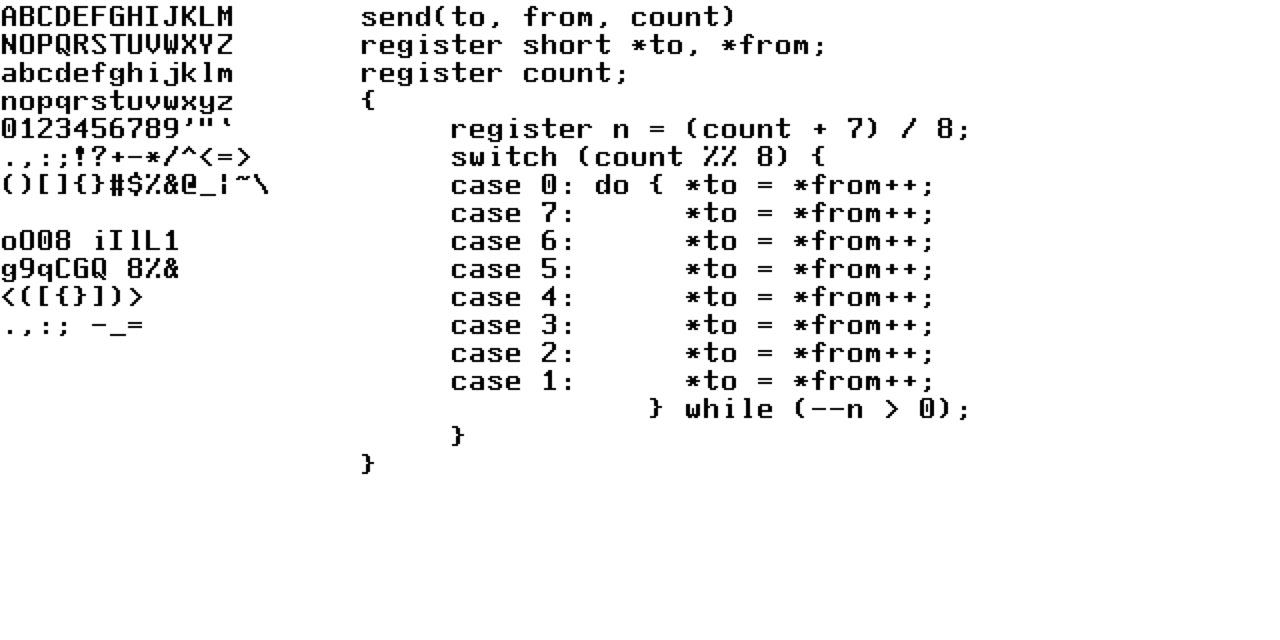 ABCDEFGHIJKLM
NOPQRSTUVWXYZ
abcdefghijklm
nopqrstuvwxyz
0123456789'"`
.,:;!?+-*/^<=>
()[]{}#$%&@_|~\
oO08 iIlL1
g9qCGQ 8%&
<([{}])>
.,:; -_=
send(to, from, count)
register short *to, *from;
register count;
{
     register n = (count + 7) / 8;
     switch (count %% 8) {
     case 0: do { *to = *from++;
     case 7:      *to = *from++;
     case 6:      *to = *from++;
     case 5:      *to = *from++;
     case 4:      *to = *from++;
     case 3:      *to = *from++;
     case 2:      *to = *from++;
     case 1:      *to = *from++;
                } while (--n > 0);
     }
}